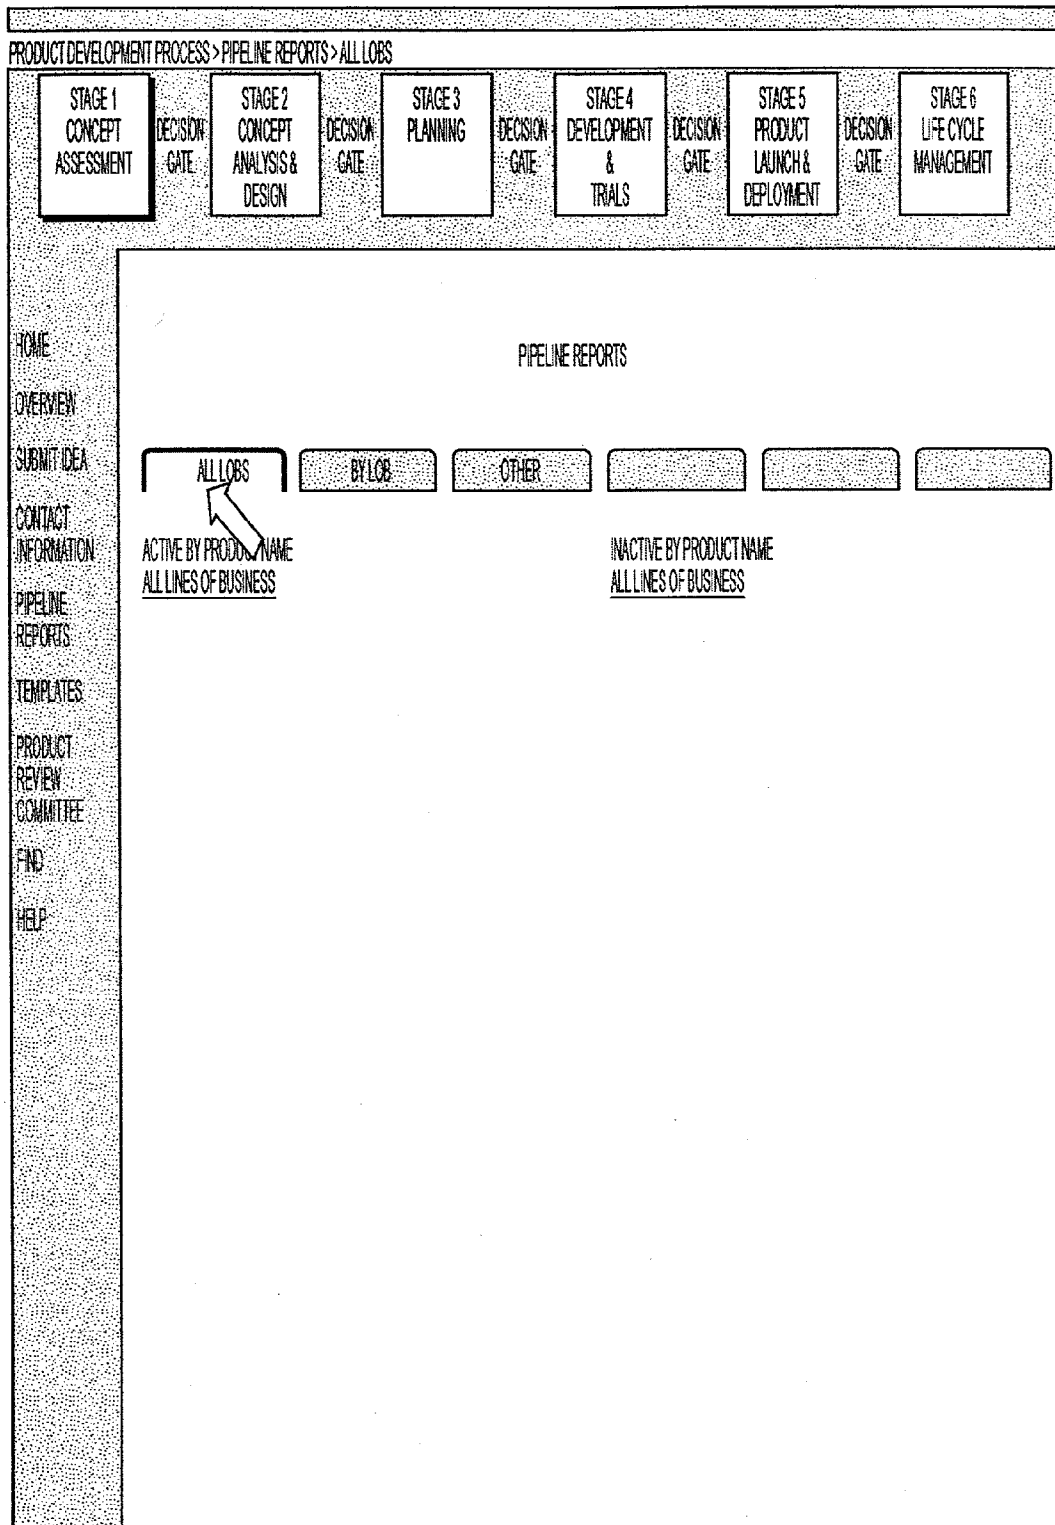 PRODUCT DEVELOPMENT PROCESS > PIPELINE REPORTS > ALL LOBS
STAGE 1
CONCEPT
ASSESSMENT
DECISION
GATE
STAGE 2
CONCEPT
ANALYSIS &
DESIGN
DECISION
GATE
STAGE 3
PLANNING
DECISION
GATE
STAGE 4
DEVELOPMENT
&
TRIALS
DECISION
GATE
STAGE 5
PRODUCT
LAUNCH &
DEPLOYMENT
DECISION
GATE
STAGE 6
LIFE CYCLE
MANAGEMENT
HOME
OVERVIEW
SUBMIT IDEA
CONTACT
INFORMATION
PIPELINE
REPORTS
TEMPLATES
PRODUCT
REVIEW
COMMITTEE
FIND
HELP
PIPELINE REPORTS
ALL LOBS
BY LOB
OTHER
ACTIVE BY PRODUCT NAME
ALL LINES OF BUSINESS
INACTIVE BY PRODUCT NAME
ALL LINES OF BUSINESS